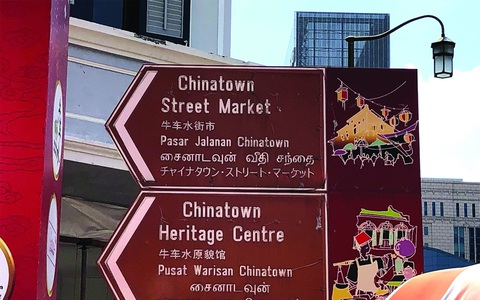 Chinatown
Street Market
牛车水街市
Pasar Jalanan Chinatown
சைனாடவுன் வீதி சந்தை
チャイナタウン・ストリート・マーケット
Chinatown
Heritage Centre
牛车水原貌馆
Pusat Warisan Chinatown
சைனாடவுன்